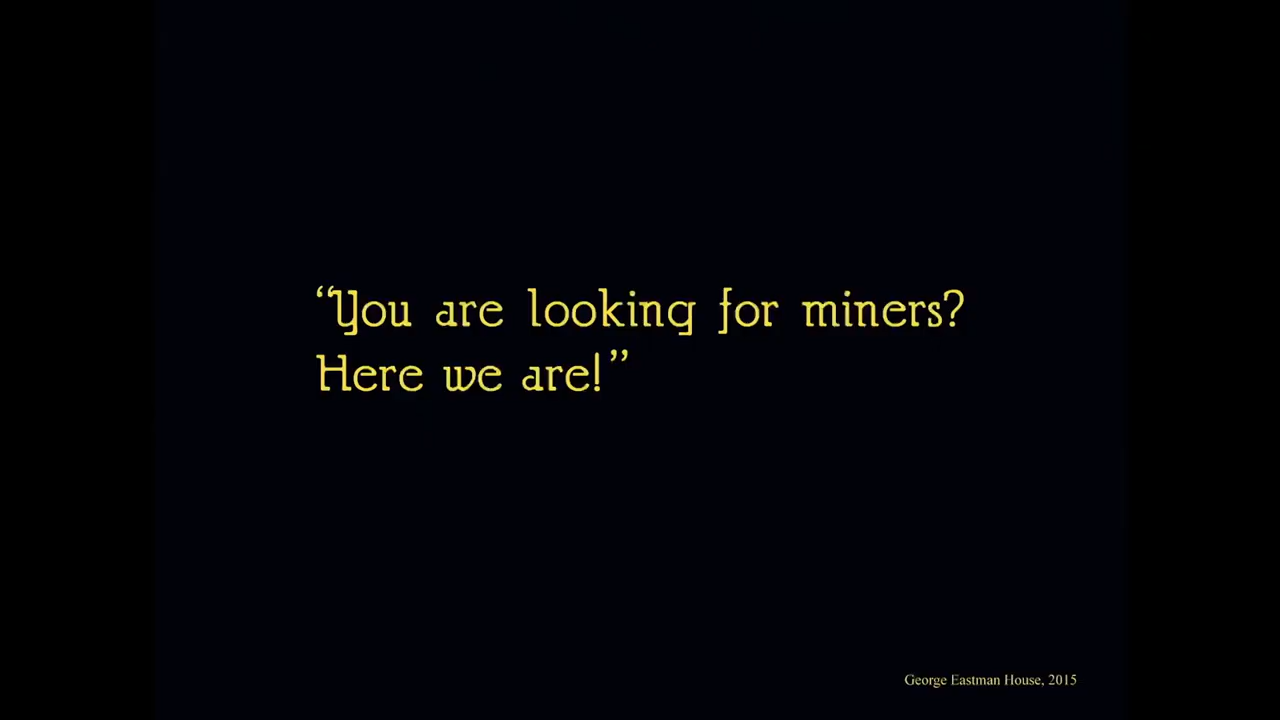 “You are looking for miners?
Here we are!”
George Eastman House, 2015